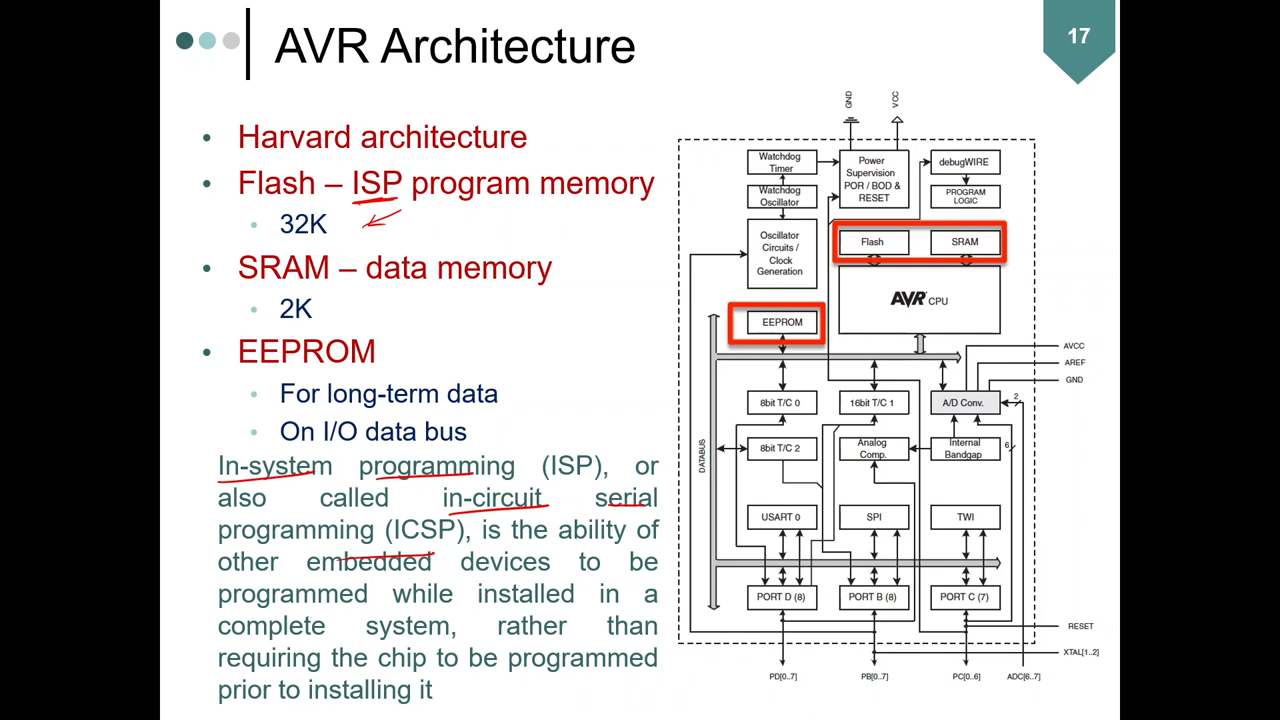 AVR Architecture
17
• Harvard architecture
• Flash – ISP program memory
• 32K
• SRAM – data memory
• 2K
• EEPROM
• For long-term data
• On I/O data bus
In-system programming (ISP), or
also called in-circuit serial
programming (ICSP), is the ability of
other embedded devices to be
programmed while installed in a
complete system, rather than
requiring the chip to be programmed
prior to installing it
GND
VCC
Watchdog
Timer
Power
Supervision
POR / BOD &
RESET
debugWIRE
Watchdog
Oscillator
PROGRAM
LOGIC
Oscillator
Circuits /
Clock
Generation
Flash
SRAM
AVR CPU
EEPROM
AVCC
AREF
GND
8bit T/C 0
16bit T/C 1
A/D Conv.
2
DATABUS
8bit T/C 2
Analog
Comp.
Internal
Bandgap
6
USART 0
SPI
TWI
PORT D (8)
PORT B (8)
PORT C (7)
RESET
XTAL[1..2]
PD[0..7]
PB[0..7]
PC[0..6]
ADC[6..7]